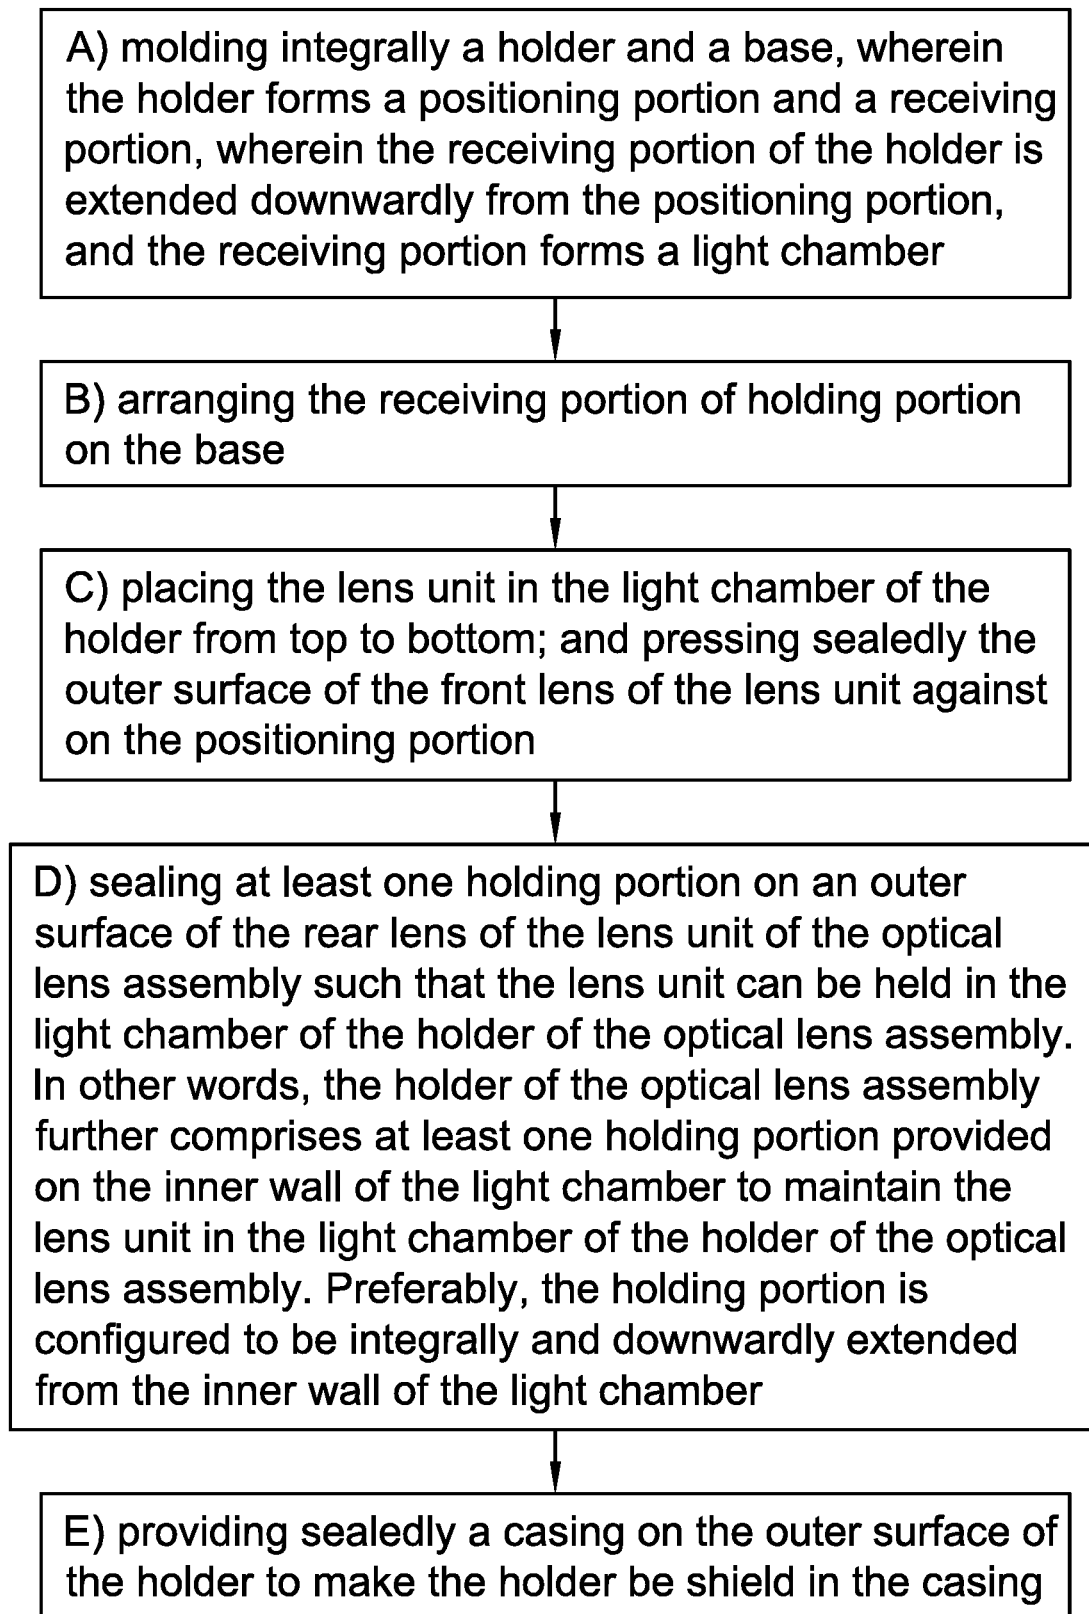 A) molding integrally a holder and a base, wherein
the holder forms a positioning portion and a receiving
portion, wherein the receiving portion of the holder is
extended downwardly from the positioning portion,
and the receiving portion forms a light chamber
B) arranging the receiving portion of holding portion
on the base
C) placing the lens unit in the light chamber of the
holder from top to bottom; and pressing sealedly the
outer surface of the front lens of the lens unit against
on the positioning portion
D) sealing at least one holding portion on an outer
surface of the rear lens of the lens unit of the optical
lens assembly such that the lens unit can be held in the
light chamber of the holder of the optical lens assembly.
In other words, the holder of the optical lens assembly
further comprises at least one holding portion provided
on the inner wall of the light chamber to maintain the
lens unit in the light chamber of the holder of the optical
lens assembly. Preferably, the holding portion is
configured to be integrally and downwardly extended
from the inner wall of the light chamber
E) providing sealedly a casing on the outer surface of
the holder to make the holder be shield in the casing